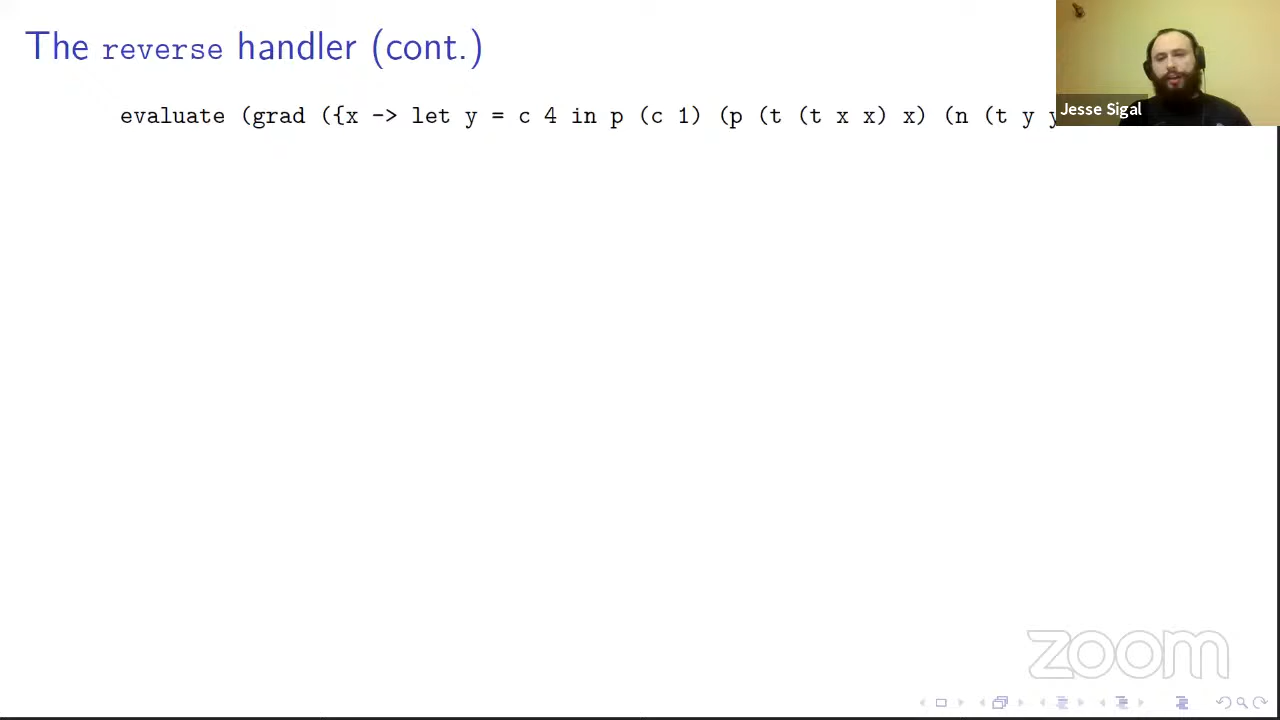 The reverse handler (cont.)
Jesse Sigal
evaluate (grad ({x -> let y = c 4 in p (c 1) (p (t (t x x) x) (n (t y
zoom